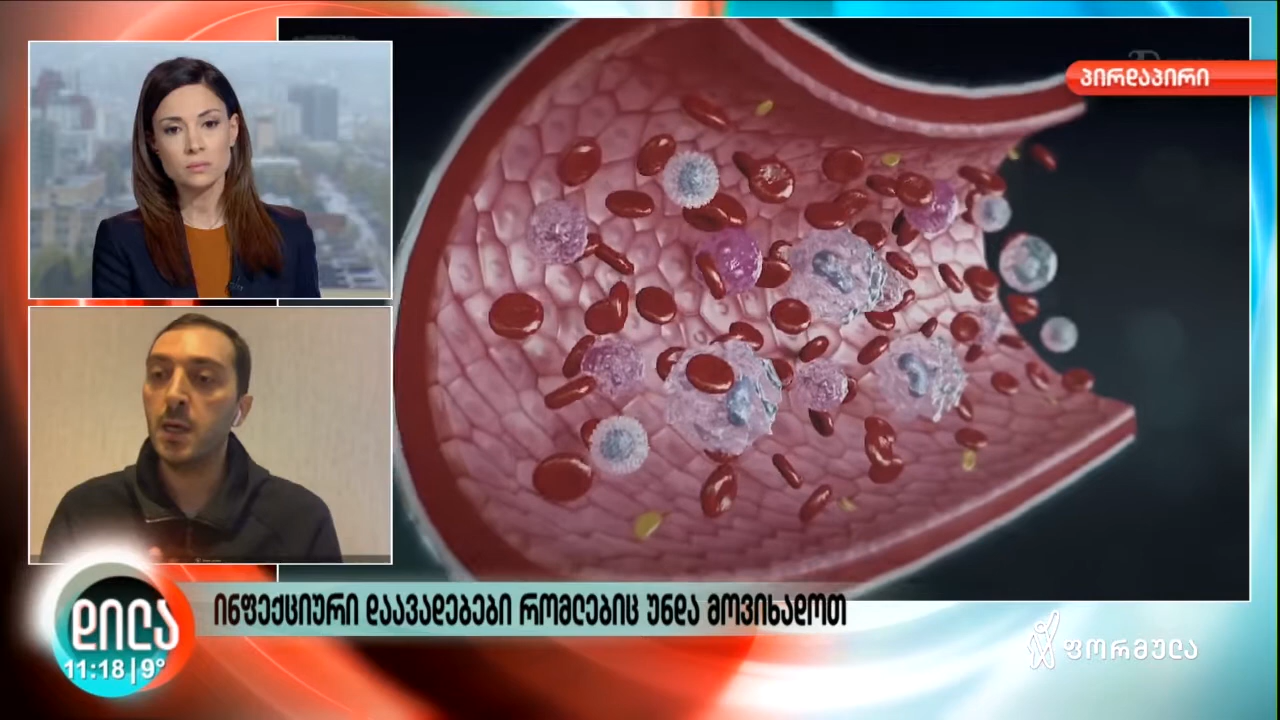 პირდაპირი
ინფექციური დაავადებები რომლებიც უნდა მოვიხადოთ
დილა
11:18|9°
ფორმულა